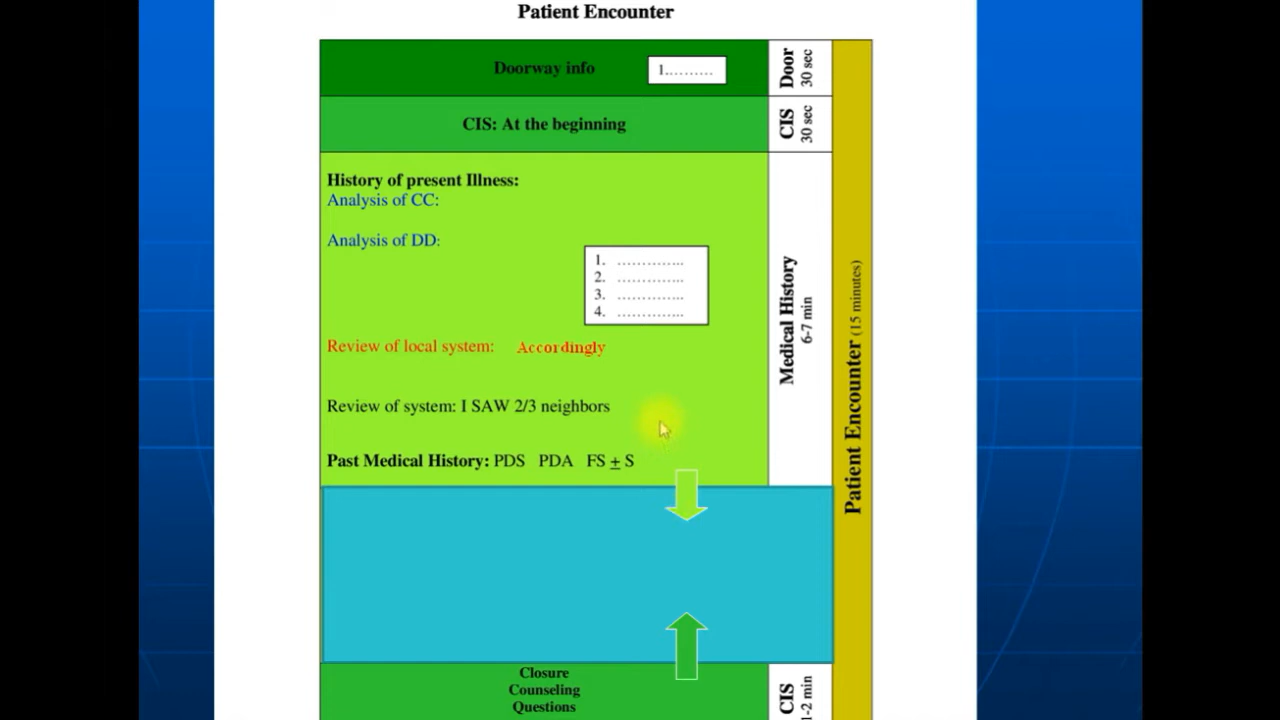 Patient Encounter
Doorway info
1.………
Door
30 sec
CIS: At the beginning
CIS
30 sec
History of present Illness:
Analysis of CC:
Analysis of DD:
1. …………..
2. …………..
3. …………..
4. …………..
Review of local system: Accordingly
Review of system: I SAW 2/3 neighbors
Past Medical History: PDS PDA FS ± S
Medical History
6-7 min
Patient Encounter (15 minutes)
Closure
Counseling
Questions
CIS
1-2 min